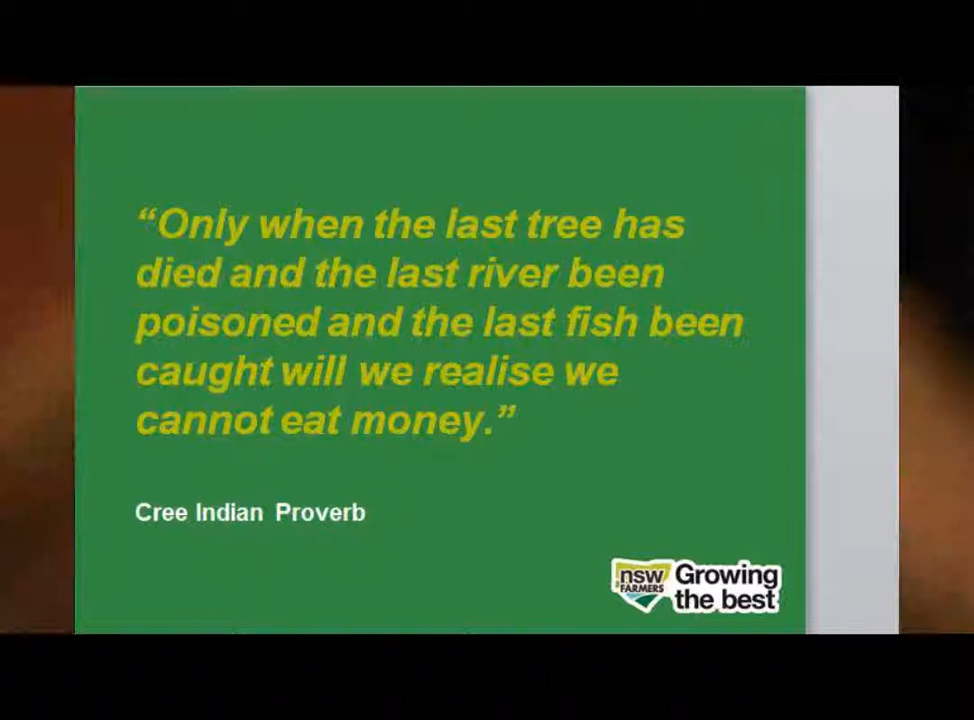 “Only when the last tree has
died and the last river been
poisoned and the last fish been
caught will we realise we
cannot eat money.”
Cree Indian Proverb
nsw
FARMERS
Growing
the best